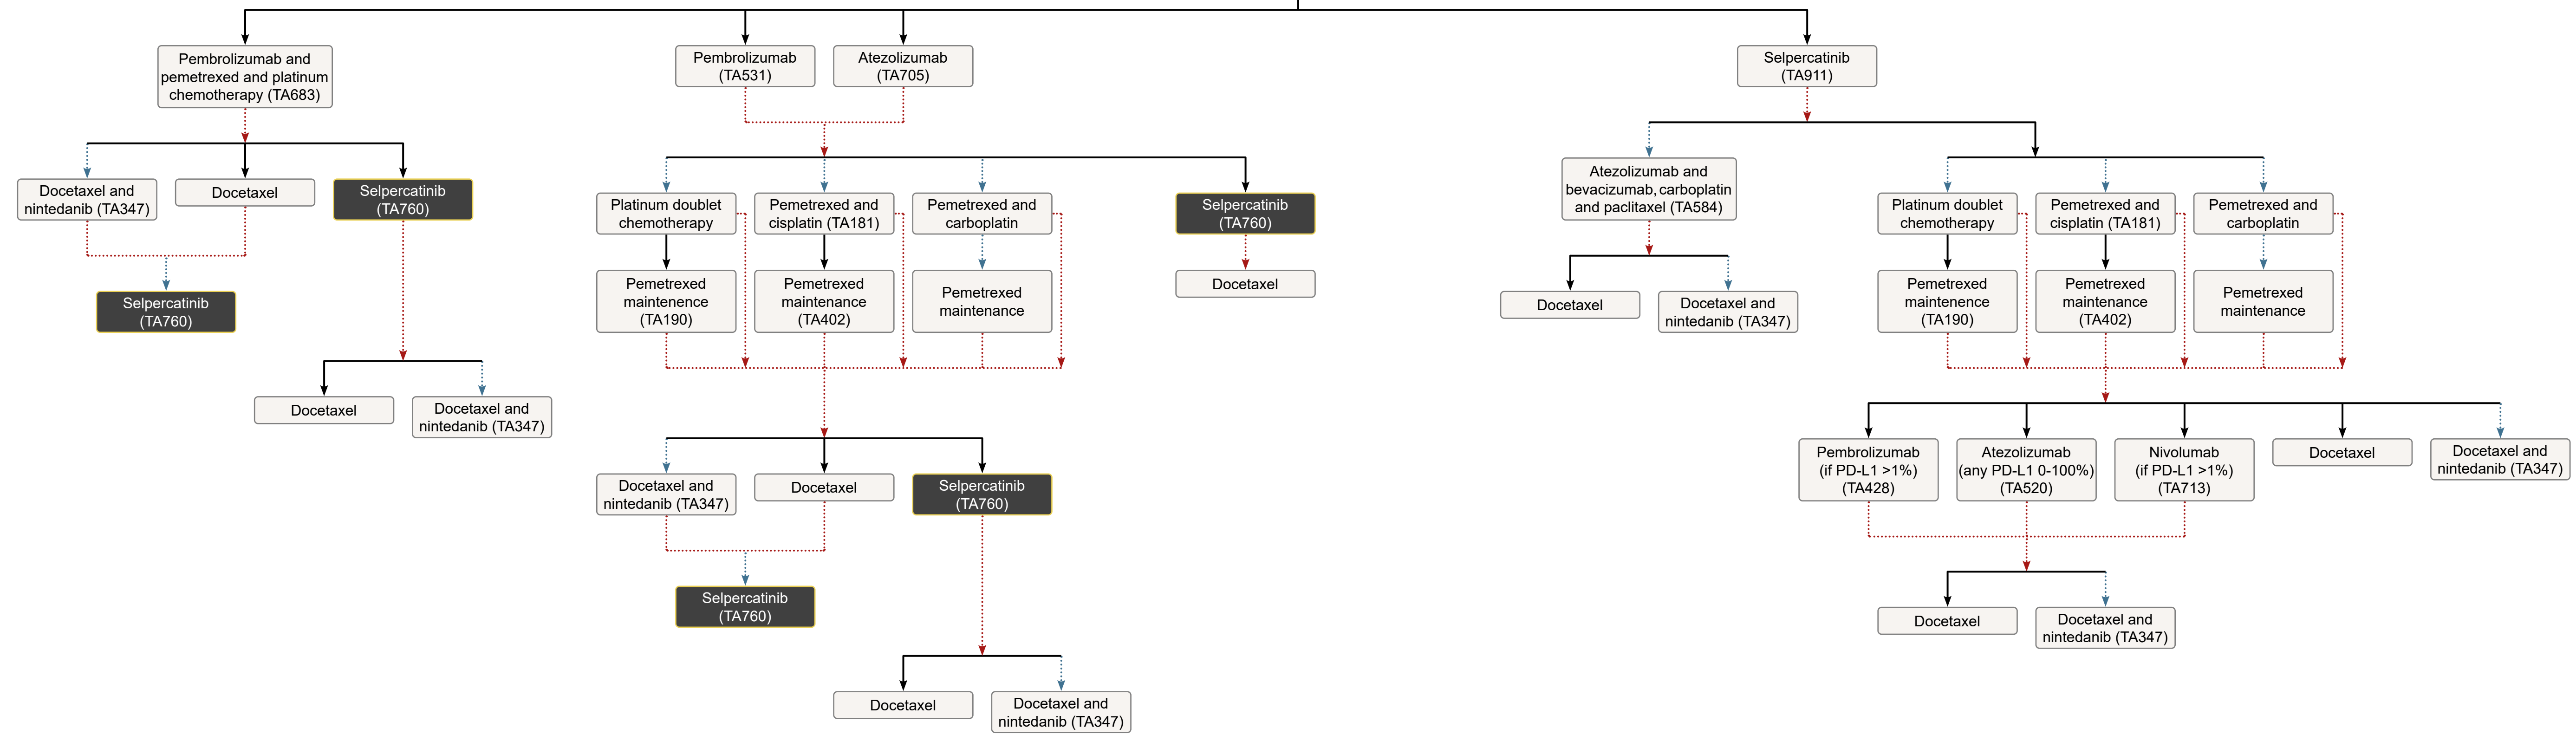 Pembrolizumab and
pemetrexed and platinum
chemotherapy (TA683)
Pembrolizumab
(TA531)
Atezolizumab
(TA705)
Selpercatinib
(TA911)
Docetaxel and
nintedanib (TA347)
Docetaxel
Selpercatinib
(TA760)
Selpercatinib
(TA760)
Docetaxel
Docetaxel and
nintedanib (TA347)
Platinum doublet
chemotherapy
Pemetrexed and
cisplatin (TA181)
Pemetrexed and
carboplatin
Selpercatinib
(TA760)
Pemetrexed
maintenence
(TA190)
Pemetrexed
maintenance
(TA402)
Pemetrexed
maintenance
Docetaxel
Docetaxel and
nintedanib (TA347)
Docetaxel
Selpercatinib
(TA760)
Selpercatinib
(TA760)
Docetaxel
Docetaxel and
nintedanib (TA347)
Atezolizumab and
bevacizumab, carboplatin
and paclitaxel (TA584)
Docetaxel
Docetaxel and
nintedanib (TA347)
Platinum doublet
chemotherapy
Pemetrexed and
cisplatin (TA181)
Pemetrexed and
carboplatin
Pemetrexed
maintenence
(TA190)
Pemetrexed
maintenance
(TA402)
Pemetrexed
maintenance
Pembrolizumab
(if PD-L1 >1%)
(TA428)
Atezolizumab
(any PD-L1 0-100%)
(TA520)
Nivolumab
(if PD-L1 >1%)
(TA713)
Docetaxel
Docetaxel and
nintedanib (TA347)
Docetaxel
Docetaxel and
nintedanib (TA347)